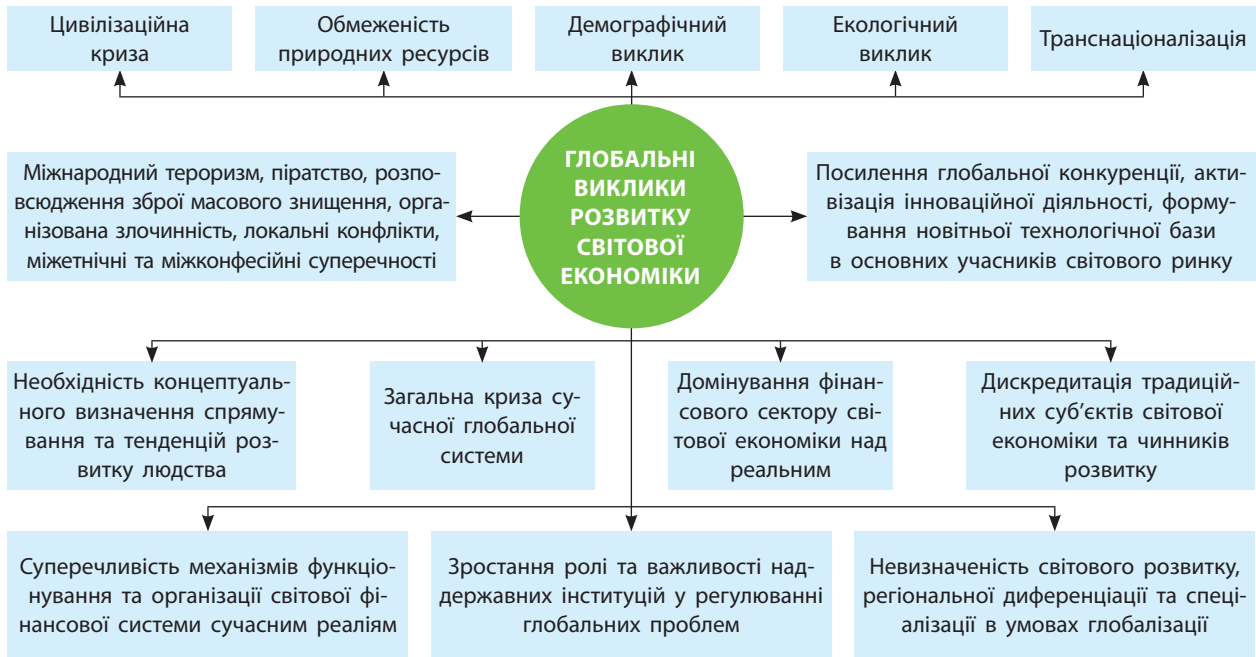 Цивілізаційна
криза
Обмеженість
природних ресурсів
Демографічний
виклик
Екологічний
виклик
Транснаціоналізація
ГЛОБАЛЬНІ
ВИКЛИКИ
РОЗВИТКУ
СВІТОВОЇ
ЕКОНОМІКИ
Міжнародний тероризм, піратство, розпо-
всюдження зброї масового знищення, орга-
нізована злочинність, локальні конфлікти,
міжетнічні та міжконфесійні суперечності
Посилення глобальної конкуренції, акти-
візація інноваційної діяльності, форму-
вання новітньої технологічної бази
в основних учасників світового ринку
Необхідність концептуаль-
ного визначення спряму-
вання та тенденцій роз-
витку людства
Загальна криза су-
часної глобальної
системи
Домінування фінан-
сового сектору сві-
тової економіки над
реальним
Дискредитація традицій-
них суб’єктів світової
економіки та чинників
розвитку
Суперечливість механізмів функціо-
нування та організації світової фі-
нансової системи сучасним реаліям
Зростання ролі та важливості над-
державних інституцій у регулюванні
глобальних проблем
Невизначеність світового розвитку,
регіональної диференціації та спеці-
алізації в умовах глобалізації